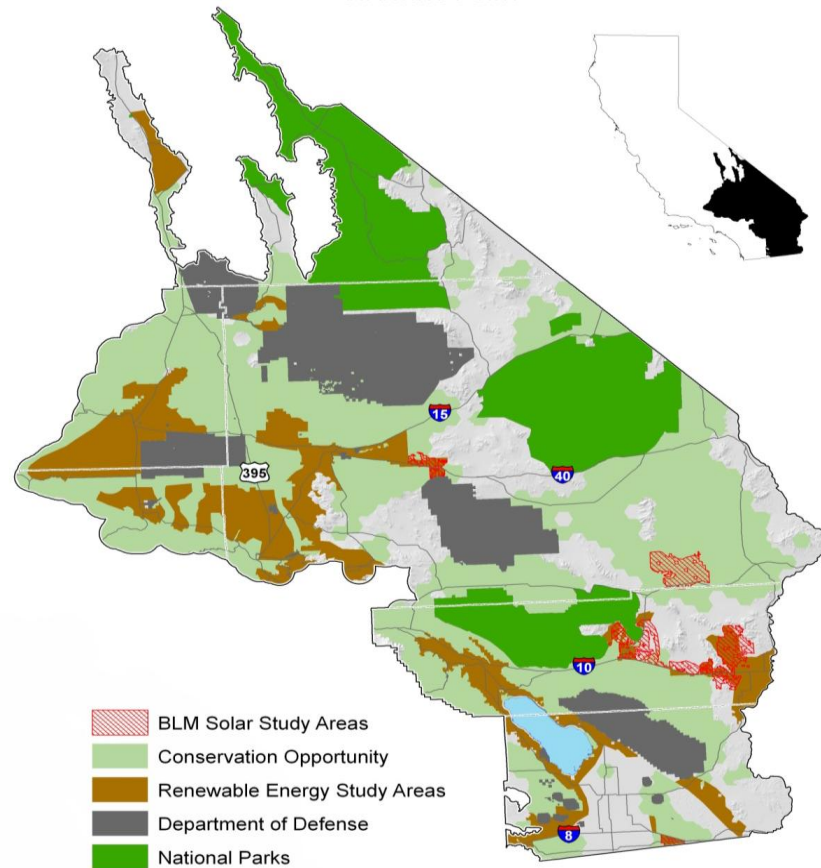 15
395
40
10
8
BLM Solar Study Areas
Conservation Opportunity
Renewable Energy Study Areas
Department of Defense
National Parks